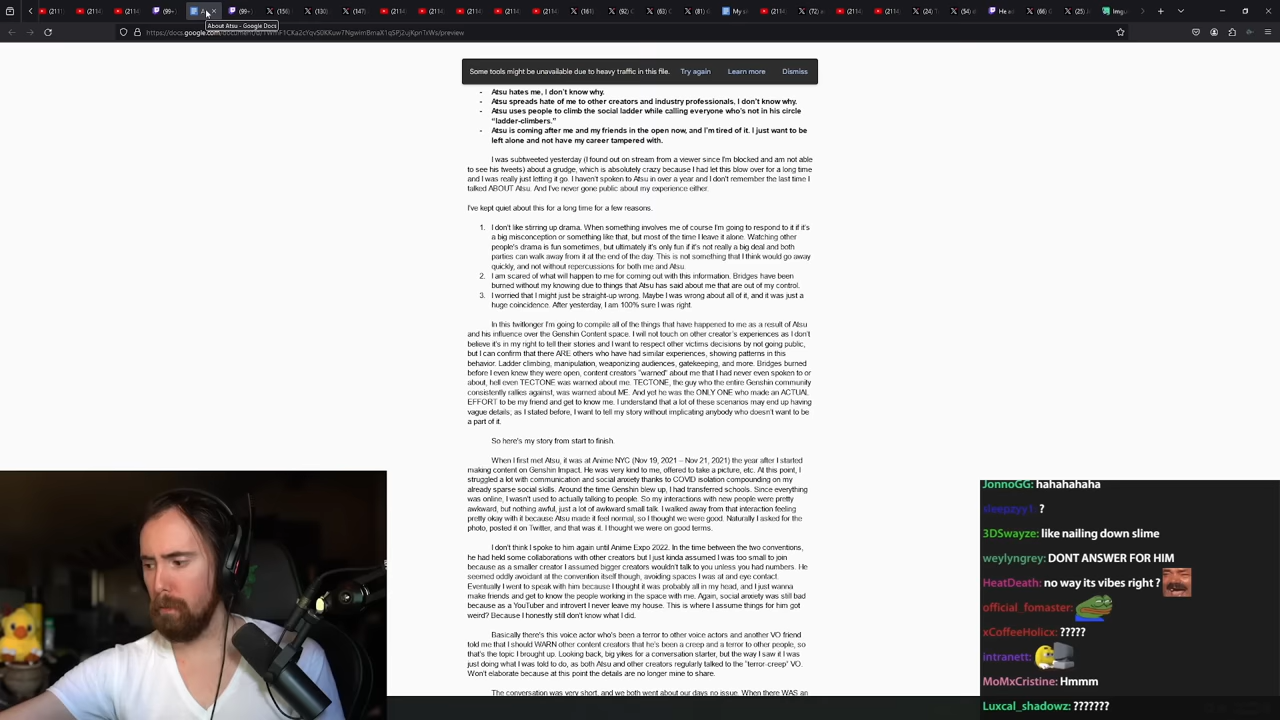 About Atsu - Google Docs
Some tools might be unavailable due to heavy traffic in this file. Try again Learn more Dismiss
- Atsu hates me, I don't know why.
- Atsu spreads hate of me to other creators and industry professionals, I don't know why.
- Atsu uses people to climb the social ladder while calling everyone who's not in his circle
"ladder-climbers."
- Atsu is coming after me and my friends in the open now, and I'm tired of it. I just want to be
left alone and not have my career tampered with.
I was subtweeted yesterday (I found out on stream from a viewer since I'm blocked and am not able
to see his tweets) about a grudge, which is absolutely crazy because I had let this blow over for a long time
and I was really just letting it go. I haven't spoken to Atsu in over a year and I don't remember the last time I
talked ABOUT Atsu. And I've never gone public about my experience either.
I've kept quiet about this for a long time for a few reasons.
1. I don't like stirring up drama. When something involves me of course I'm going to respond to it if it's
a big misconception or something like that, but most of the time I leave it alone. Watching other
people's drama is fun sometimes, but ultimately it's only fun if it's not really a big deal and both
parties can walk away from it at the end of the day. This is not something that I think would go away
quickly, and not without repercussions for both me and Atsu.
2. I am scared of what will happen to me for coming out with this information. Bridges have been
burned without my knowing due to things that Atsu has said about me that are out of my control.
3. I worried that I might just be straight-up wrong. Maybe I was wrong about all of it, and it was just a
huge coincidence. After yesterday, I am 100% sure I was right.
In this twitlonger I'm going to compile all of the things that have happened to me as a result of Atsu
and his influence over the Genshin Content space. I will not touch on other creator's experiences as I don't
believe it's in my right to tell their stories and I want to respect other victims decisions by not going public,
but I can confirm that there ARE others who have had similar experiences, showing patterns in this
behavior. Ladder climbing, manipulation, weaponizing audiences, gatekeeping, and more. Bridges burned
before I even knew they were open, content creators "warned" about me that I had never even spoken to or
about, hell even TECTONE was warned about me. TECTONE, the guy who the entire Genshin community
consistently rallies against, was warned about ME. And yet he was the ONLY ONE who made an ACTUAL
EFFORT to be my friend and get to know me. I understand that a lot of these scenarios may end up having
vague details, as I stated before, I want to tell my story without implicating anybody who doesn't want to be
a part of it.
So here's my story from start to finish.
When I first met Atsu, it was at Anime NYC (Nov 19, 2021 – Nov 21, 2021) the year after I started
making content on Genshin Impact. He was very kind to me, offered to take a picture, etc. At this point, I
struggled a lot with communication and social anxiety thanks to COVID isolation compounding on my
already sparse social skills. Around the time Genshin blew up, I had transferred schools. Since everything
was online, I wasn't used to actually talking to people. So my interactions with new people were pretty
awkward, but nothing awful, just a lot of awkward small talk. I walked away from that interaction feeling
pretty okay with it because Atsu made it feel normal, so I thought we were good. Naturally I asked for the
photo, posted it on Twitter, and that was it. I thought we were on good terms.
I don't think I spoke to him again until Anime Expo 2022. In the time between the two conventions,
he had held some collaborations with other creators but I just kinda assumed I was too small to join
because as a smaller creator I assumed bigger creators wouldn't talk to you unless you had numbers. He
seemed oddly avoidant at the convention itself though, avoiding spaces I was at and eye contact.
Eventually I went to speak with him because I thought it was probably all in my head, and I just wanna
make friends and get to know the people working in the space with me. Again, social anxiety was still bad
because as a YouTuber and introvert I never leave my house. This is where I assume things for him got
weird? Because I honestly still don't know what I did.
Basically there's this voice actor who's been a terror to other voice actors and another VO friend
told me that I should WARN other content creators that he's been a creep and a terror to other people, so
that's the topic I brought up. Looking back, big yikes for a conversation starter, but the way I saw it I was
just doing what I was told to do, as both Atsu and other creators regularly talked to the "terror-creep" VO.
Won't elaborate because at this point the details are no longer mine to share.
The conversation was very short, and we both went about our days no issue. When there WAS an
JonnoGG: hahahahaha
sleepzyy1: ?
3DSwayze: like nailing down slime
weylyngreen: DONT ANSWER FOR HIM
HeatDeath: no way its vibes right ?
official_fomaster:
xCoffeeHolicx: ?????
intranett:
MoMxCristine: Hmmm
Luxcal_shadowz: ???????